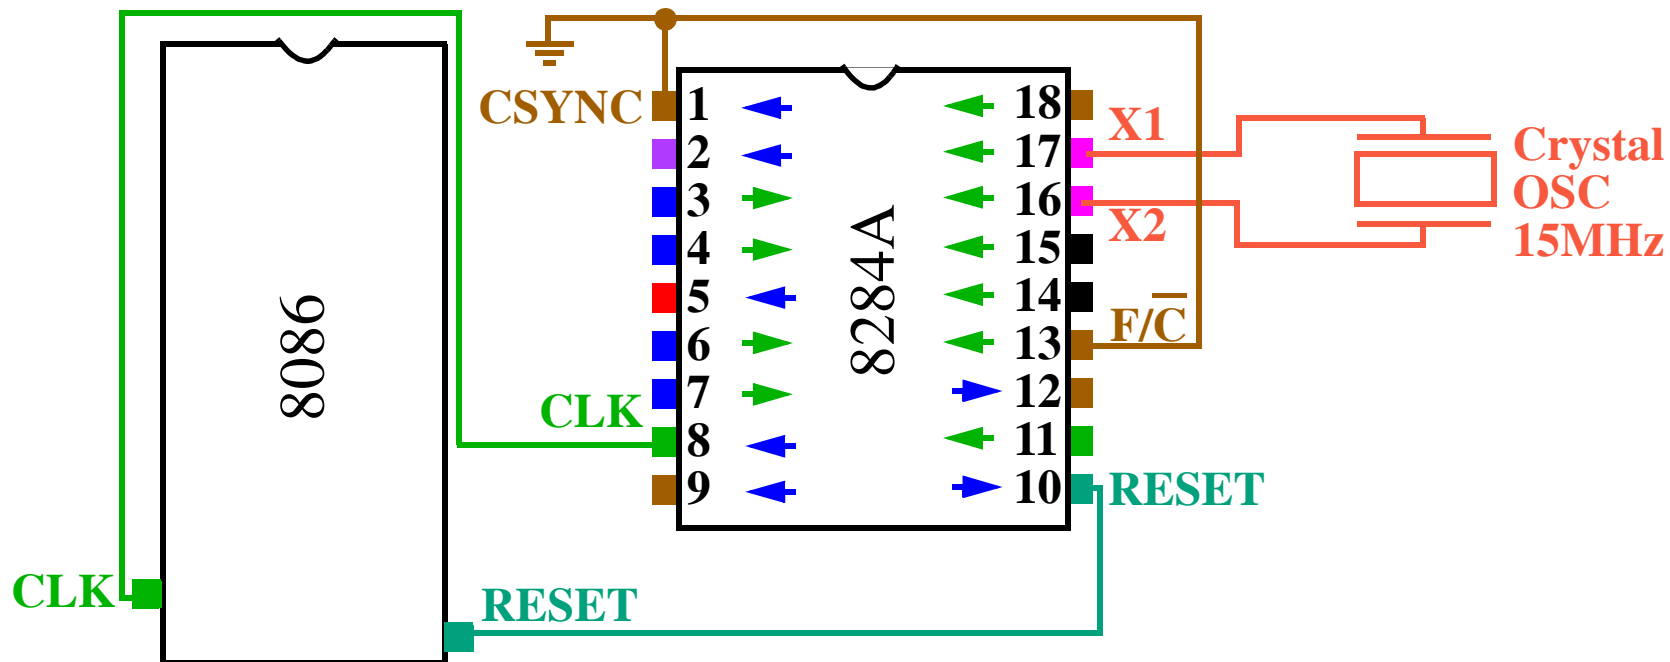 CSYNC
1
18
X1
2
17
Crystal
OSC
15MHz
3
16
X2
4
15
5
14
F/C̅
6
13
7
12
CLK
8
11
9
10
RESET
8086
8284A
CLK
RESET